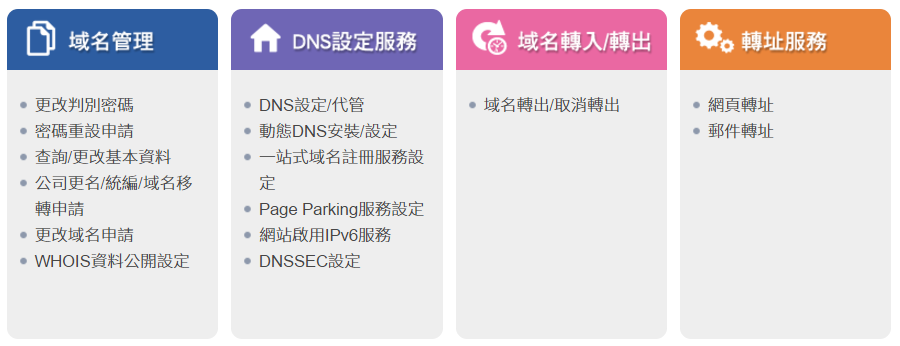 域名管理
更改判別密碼
密碼重設申請
查詢/更改基本資料
公司更名/統編/域名移
轉申請
更改域名申請
WHOIS資料公開設定
DNS設定服務
DNS設定/代管
動態DNS安裝/設定
一站式域名註冊服務設
定
Page Parking服務設定
網站啟用IPv6服務
DNSSEC設定
域名轉入/轉出
域名轉出/取消轉出
轉址服務
網頁轉址
郵件轉址